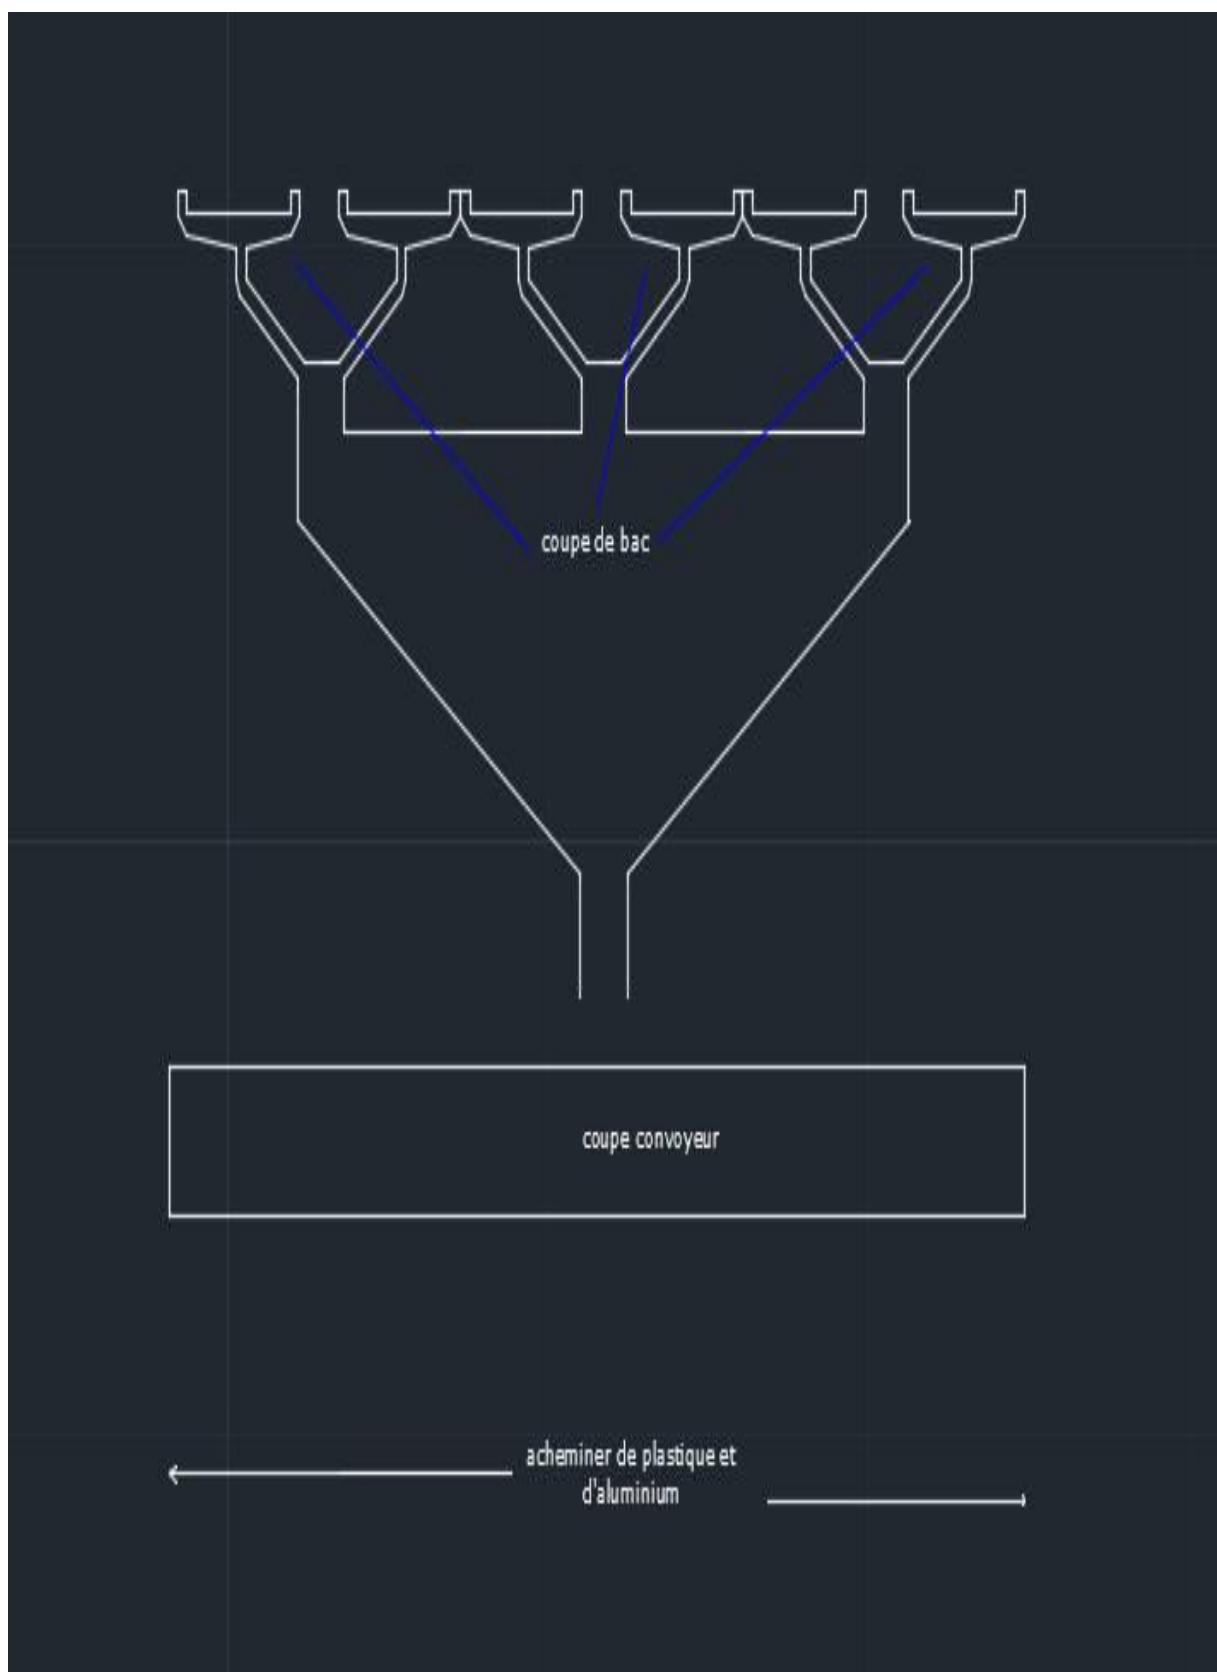 coupe de bac
coupe convoyeur
acheminer de plastique et
d'aluminium